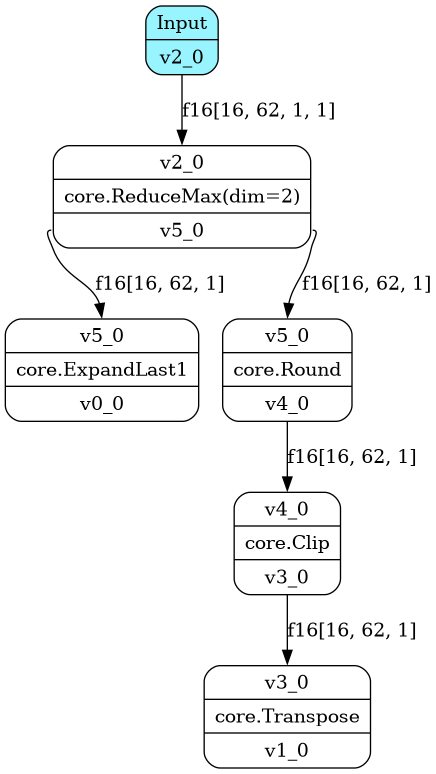 Input
v2_0
f16[16, 62, 1, 1]
v2_0
core.ReduceMax(dim=2)
v5_0
f16[16, 62, 1]
f16[16, 62, 1]
v5_0
core.ExpandLast1
v0_0
v5_0
core.Round
v4_0
f16[16, 62, 1]
v4_0
core.Clip
v3_0
f16[16, 62, 1]
v3_0
core.Transpose
v1_0